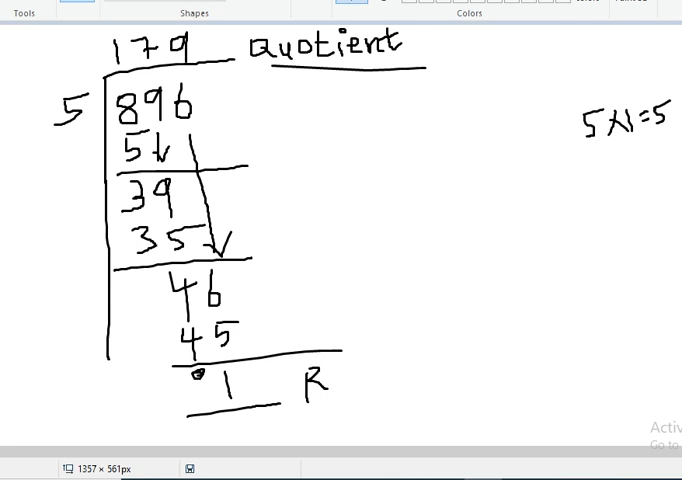 Tools
Shapes
Colors
179 Quotient
5 896
5 5×1=5
39
35
46
45
1 R
Activ
Go to
1357 × 561px